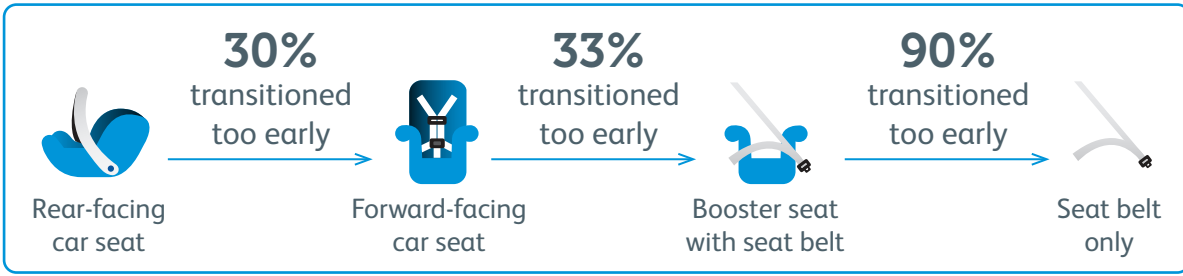 30%
transitioned
too early
33%
transitioned
too early
90%
transitioned
too early
Rear-facing
car seat
Forward-facing
car seat
Booster seat
with seat belt
Seat belt
only